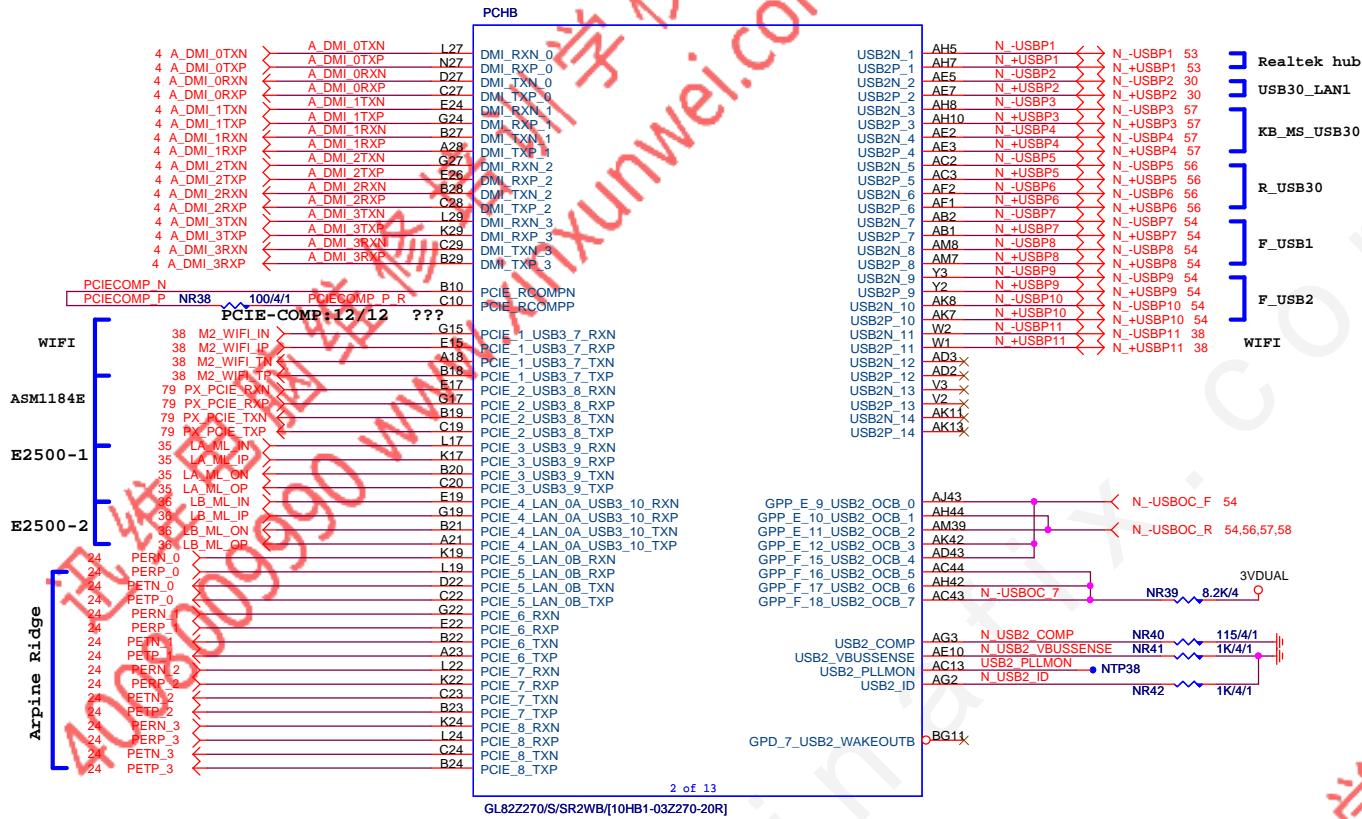 PCHB
4 A_DMI_0TXN A_DMI_0TXN L27 DMI_RXN_0
4 A_DMI_0TXP A_DMI_0TXP N27 DMI_RXP_0
4 A_DMI_0RXN A_DMI_0RXN D27 DMI_TXN_0
4 A_DMI_0RXP A_DMI_0RXP C27 DMI_TXP_0
4 A_DMI_1TXN A_DMI_1TXN E24 DMI_RXN_1
4 A_DMI_1TXP A_DMI_1TXP G24 DMI_RXP_1
4 A_DMI_1RXN A_DMI_1RXN B27 DMI_TXN_1
4 A_DMI_1RXP A_DMI_1RXP A28 DMI_TXP_1
4 A_DMI_2TXN A_DMI_2TXN G27 DMI_RXN_2
4 A_DMI_2TXP A_DMI_2TXP E26 DMI_RXP_2
4 A_DMI_2RXN A_DMI_2RXN B28 DMI_TXN_2
4 A_DMI_2RXP A_DMI_2RXP C28 DMI_TXP_2
4 A_DMI_3TXN A_DMI_3TXN L29 DMI_RXN_3
4 A_DMI_3TXP A_DMI_3TXP K29 DMI_RXP_3
4 A_DMI_3RXN A_DMI_3RXN C29 DMI_TXN_3
4 A_DMI_3RXP A_DMI_3RXP B29 DMI_TXP_3
PCIECOMP_N B10 PCIE_RCOMPN
PCIECOMP_P NR38 100/4/1 PCIECOMP_P_R C10 PCIE_RCOMPP
PCIE-COMP:12/12 ???
WIFI
38 M2_WIFI_IN G15 PCIE_1_USB3_7_RXN
38 M2_WIFI_IP E15 PCIE_1_USB3_7_RXP
38 M2_WIFI_TN A18 PCIE_1_USB3_7_TXN
38 M2_WIFI_TP B18 PCIE_1_USB3_7_TXP
ASM1184E
79 PX_PCIE_RXN E17 PCIE_2_USB3_8_RXN
79 PX_PCIE_RXP G17 PCIE_2_USB3_8_RXP
79 PX_PCIE_TXN B19 PCIE_2_USB3_8_TXN
79 PX_PCIE_TXP C19 PCIE_2_USB3_8_TXP
E2500-1
35 LA_ML_IN L17 PCIE_3_USB3_9_RXN
35 LA_ML_IP K17 PCIE_3_USB3_9_RXP
35 LA_ML_ON B20 PCIE_3_USB3_9_TXN
35 LA_ML_OP C20 PCIE_3_USB3_9_TXP
E2500-2
36 LB_ML_IN E19 PCIE_4_LAN_0A_USB3_10_RXN
36 LB_ML_IP G19 PCIE_4_LAN_0A_USB3_10_RXP
36 LB_ML_ON B21 PCIE_4_LAN_0A_USB3_10_TXN
36 LB_ML_OP A21 PCIE_4_LAN_0A_USB3_10_TXP
Arpine Ridge
24 PERN_0 K19 PCIE_5_LAN_0B_RXN
24 PERP_0 L19 PCIE_5_LAN_0B_RXP
24 PETN_0 D22 PCIE_5_LAN_0B_TXN
24 PETP_0 C22 PCIE_5_LAN_0B_TXP
24 PERN_1 G22 PCIE_6_RXN
24 PERP_1 E22 PCIE_6_RXP
24 PETN_1 B22 PCIE_6_TXN
24 PETP_1 A23 PCIE_6_TXP
24 PERN_2 L22 PCIE_7_RXN
24 PERP_2 K22 PCIE_7_RXP
24 PETN_2 C23 PCIE_7_TXN
24 PETP_2 B23 PCIE_7_TXP
24 PERN_3 K24 PCIE_8_RXN
24 PERP_3 L24 PCIE_8_RXP
24 PETN_3 C24 PCIE_8_TXN
24 PETP_3 B24 PCIE_8_TXP
USB2N_1 AH5 N_-USBP1 N_-USBP1 53
USB2P_1 AH7 N_+USBP1 N_+USBP1 53
Realtek hub
USB2N_2 AE5 N_-USBP2 N_-USBP2 30
USB2P_2 AE7 N_+USBP2 N_+USBP2 30
USB30_LAN1
USB2N_3 AH8 N_-USBP3 N_-USBP3 57
USB2P_3 AH10 N_+USBP3 N_+USBP3 57
USB2N_4 AE2 N_-USBP4 N_-USBP4 57
USB2P_4 AE3 N_+USBP4 N_+USBP4 57
KB_MS_USB30
USB2N_5 AC2 N_-USBP5 N_-USBP5 56
USB2P_5 AC3 N_+USBP5 N_+USBP5 56
USB2N_6 AF2 N_-USBP6 N_-USBP6 56
USB2P_6 AF1 N_+USBP6 N_+USBP6 56
R_USB30
USB2N_7 AB2 N_-USBP7 N_-USBP7 54
USB2P_7 AB1 N_+USBP7 N_+USBP7 54
USB2N_8 AM8 N_-USBP8 N_-USBP8 54
USB2P_8 AM7 N_+USBP8 N_+USBP8 54
F_USB1
USB2N_9 Y3 N_-USBP9 N_-USBP9 54
USB2P_9 Y2 N_+USBP9 N_+USBP9 54
USB2N_10 AK8 N_-USBP10 N_-USBP10 54
USB2P_10 AK7 N_+USBP10 N_+USBP10 54
F_USB2
USB2N_11 W2 N_-USBP11 N_-USBP11 38
USB2P_11 W1 N_+USBP11 N_+USBP11 38
WIFI
USB2N_12 AD3
USB2P_12 AD2
USB2N_13 V3
USB2P_13 V2
USB2N_14 AK11
USB2P_14 AK13
GPP_E_9_USB2_OCB_0 AJ43 N_-USBOC_F 54
GPP_E_10_USB2_OCB_1 AH44
GPP_E_11_USB2_OCB_2 AM39 N_-USBOC_R 54,56,57,58
GPP_E_12_USB2_OCB_3 AK42
GPP_F_15_USB2_OCB_4 AD43
GPP_F_16_USB2_OCB_5 AC44
GPP_F_17_USB2_OCB_6 AH42
GPP_F_18_USB2_OCB_7 AC43 N_-USBOC_7 NR39 8.2K/4 3VDUAL
USB2_COMP AG3 N_USB2_COMP NR40 115/4/1
USB2_VBUSSENSE AE10 N_USB2_VBUSSENSE NR41 1K/4/1
USB2_PLLMON AC13 USB2_PLLMON NTP38
USB2_ID AG2 N_USB2_ID NR42 1K/4/1
GPD_7_USB2_WAKEOUTB BG11
2 of 13
GL82Z270/S/SR2WB/[10HB1-03Z270-20R]
迅维电脑维修培训学
4008009990 www.xinxunwei.com